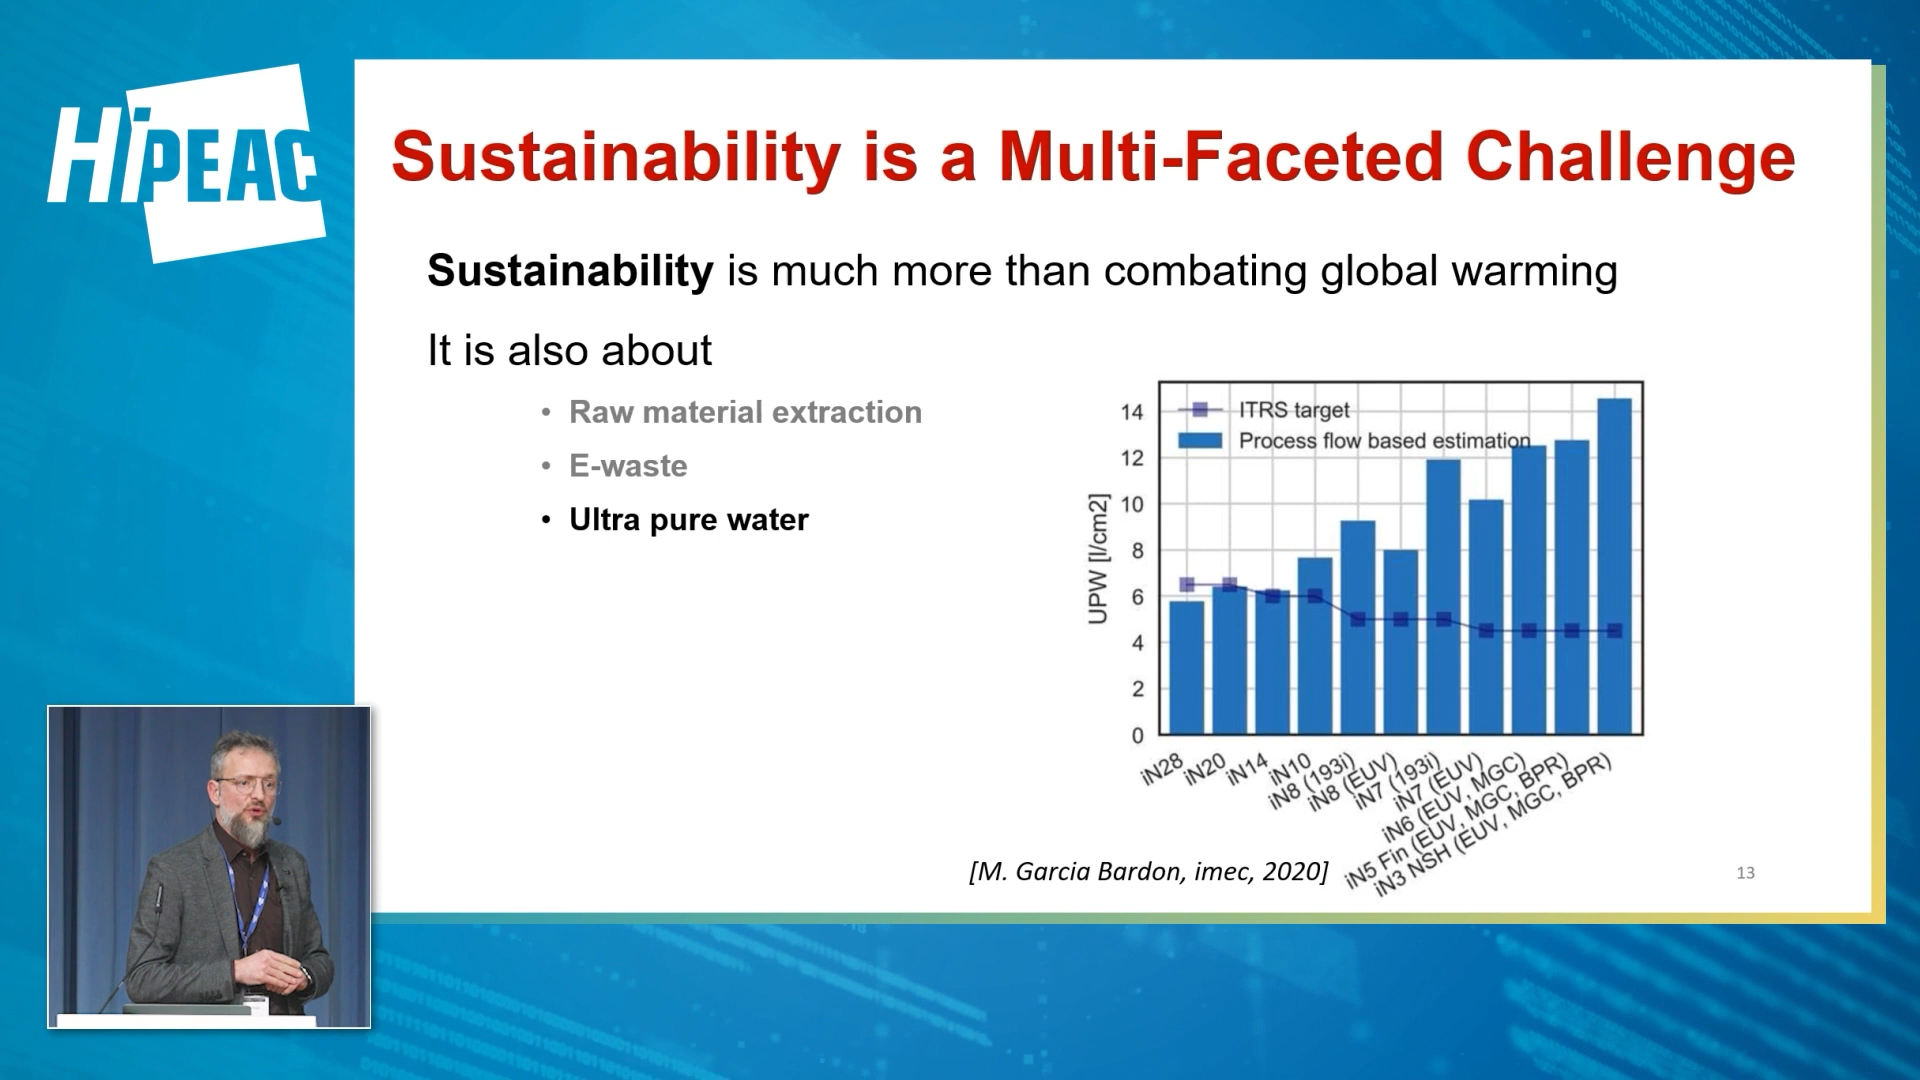 HiPEAC
Sustainability is a Multi-Faceted Challenge
Sustainability is much more than combating global warming
It is also about
• Raw material extraction
• E-waste
• Ultra pure water
ITRS target
Process flow based estimation
UPW [l/cm2]
14
12
10
8
6
4
2
0
iN28
iN20
iN14
iN10
iN8 (193i)
iN8 (EUV)
iN7 (193i)
iN7 (EUV)
iN6 (EUV, MGC)
iN5 Fin (EUV, MGC, BPR)
iN3 NSH (EUV, MGC, BPR)
[M. Garcia Bardon, imec, 2020]
13